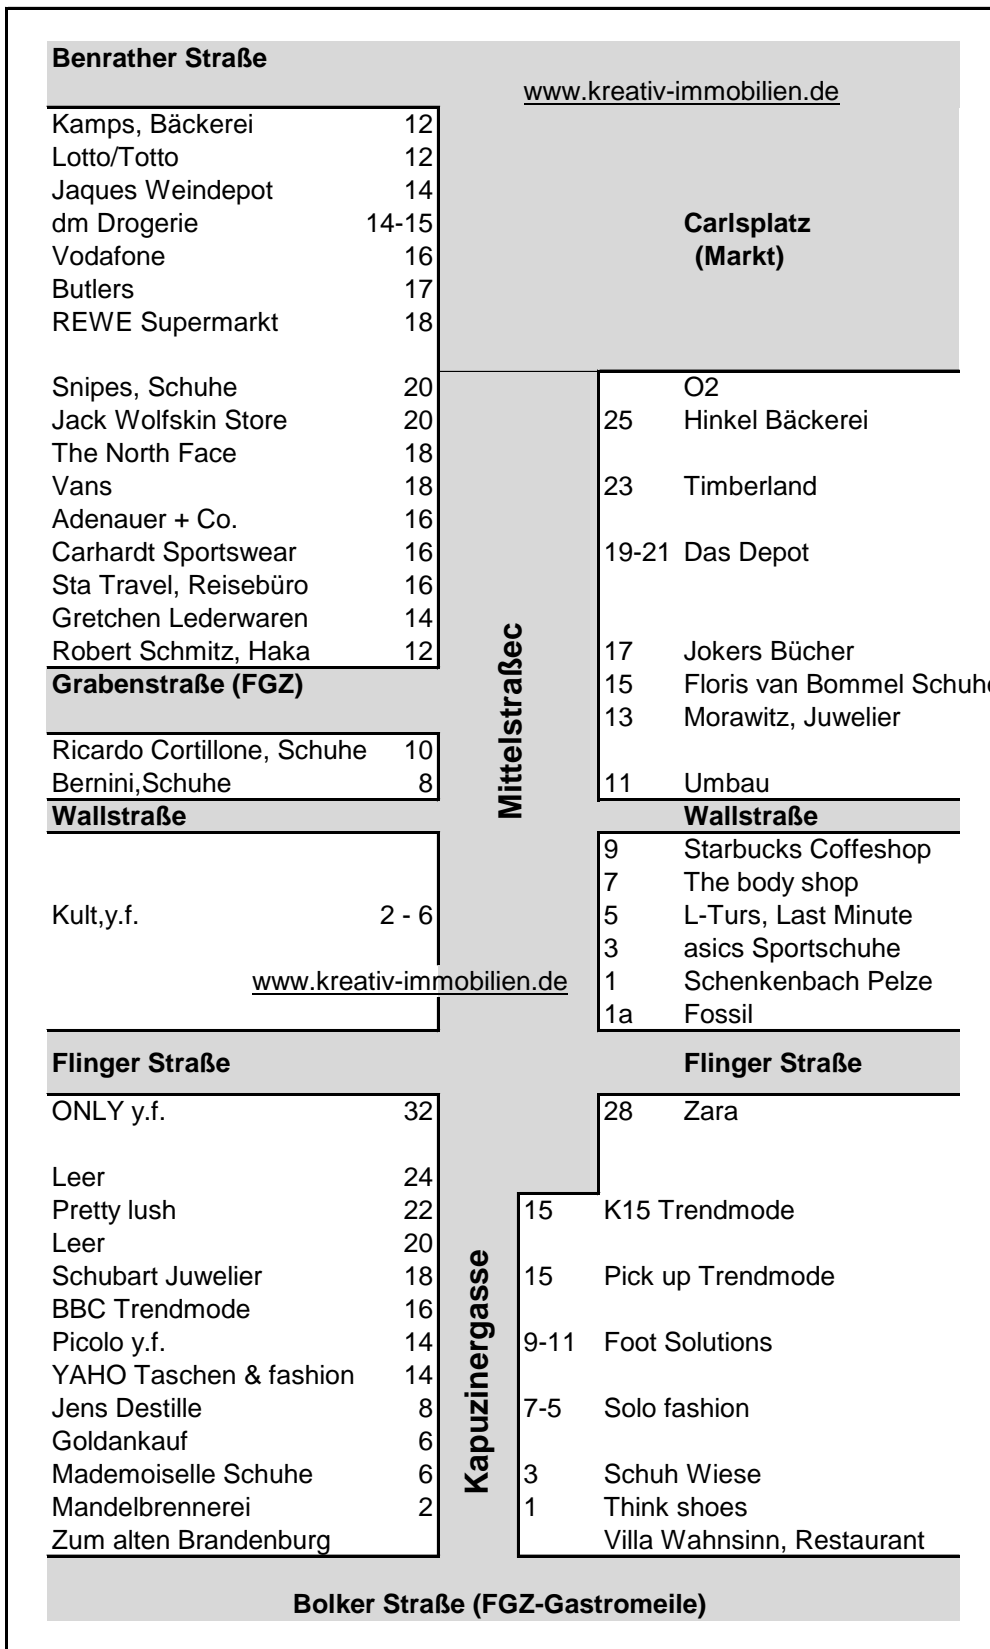 Benrather Straße
www.kreativ-immobilien.de
Kamps, Bäckerei 12
Lotto/Totto 12
Jaques Weindepot 14
dm Drogerie 14-15 Carlsplatz
Vodafone 16 (Markt)
Butlers 17
REWE Supermarkt 18
Snipes, Schuhe 20 O2
Jack Wolfskin Store 20 25 Hinkel Bäckerei
The North Face 18
Vans 18 23 Timberland
Adenauer + Co. 16
Carhardt Sportswear 16 19-21 Das Depot
Sta Travel, Reisebüro 16
Gretchen Lederwaren 14
Robert Schmitz, Haka 12 17 Jokers Bücher
Grabenstraße (FGZ) 15 Floris van Bommel Schuhe
13 Morawitz, Juwelier
Ricardo Cortillone, Schuhe 10
Bernini,Schuhe 8 11 Umbau
Mittelstraßec
Wallstraße Wallstraße
9 Starbucks Coffeshop
7 The body shop
Kult,y.f. 2 - 6 5 L-Turs, Last Minute
3 asics Sportschuhe
www.kreativ-immobilien.de 1 Schenkenbach Pelze
1a Fossil
Flinger Straße Flinger Straße
ONLY y.f. 32 28 Zara
Leer 24
Pretty lush 22 15 K15 Trendmode
Leer 20
Schubart Juwelier 18 15 Pick up Trendmode
BBC Trendmode 16
Picolo y.f. 14 9-11 Foot Solutions
YAHO Taschen & fashion 14
Jens Destille 8 7-5 Solo fashion
Goldankauf 6
Mademoiselle Schuhe 6 3 Schuh Wiese
Mandelbrennerei 2 1 Think shoes
Zum alten Brandenburg Villa Wahnsinn, Restaurant
Kapuzinergasse
Bolker Straße (FGZ-Gastromeile)